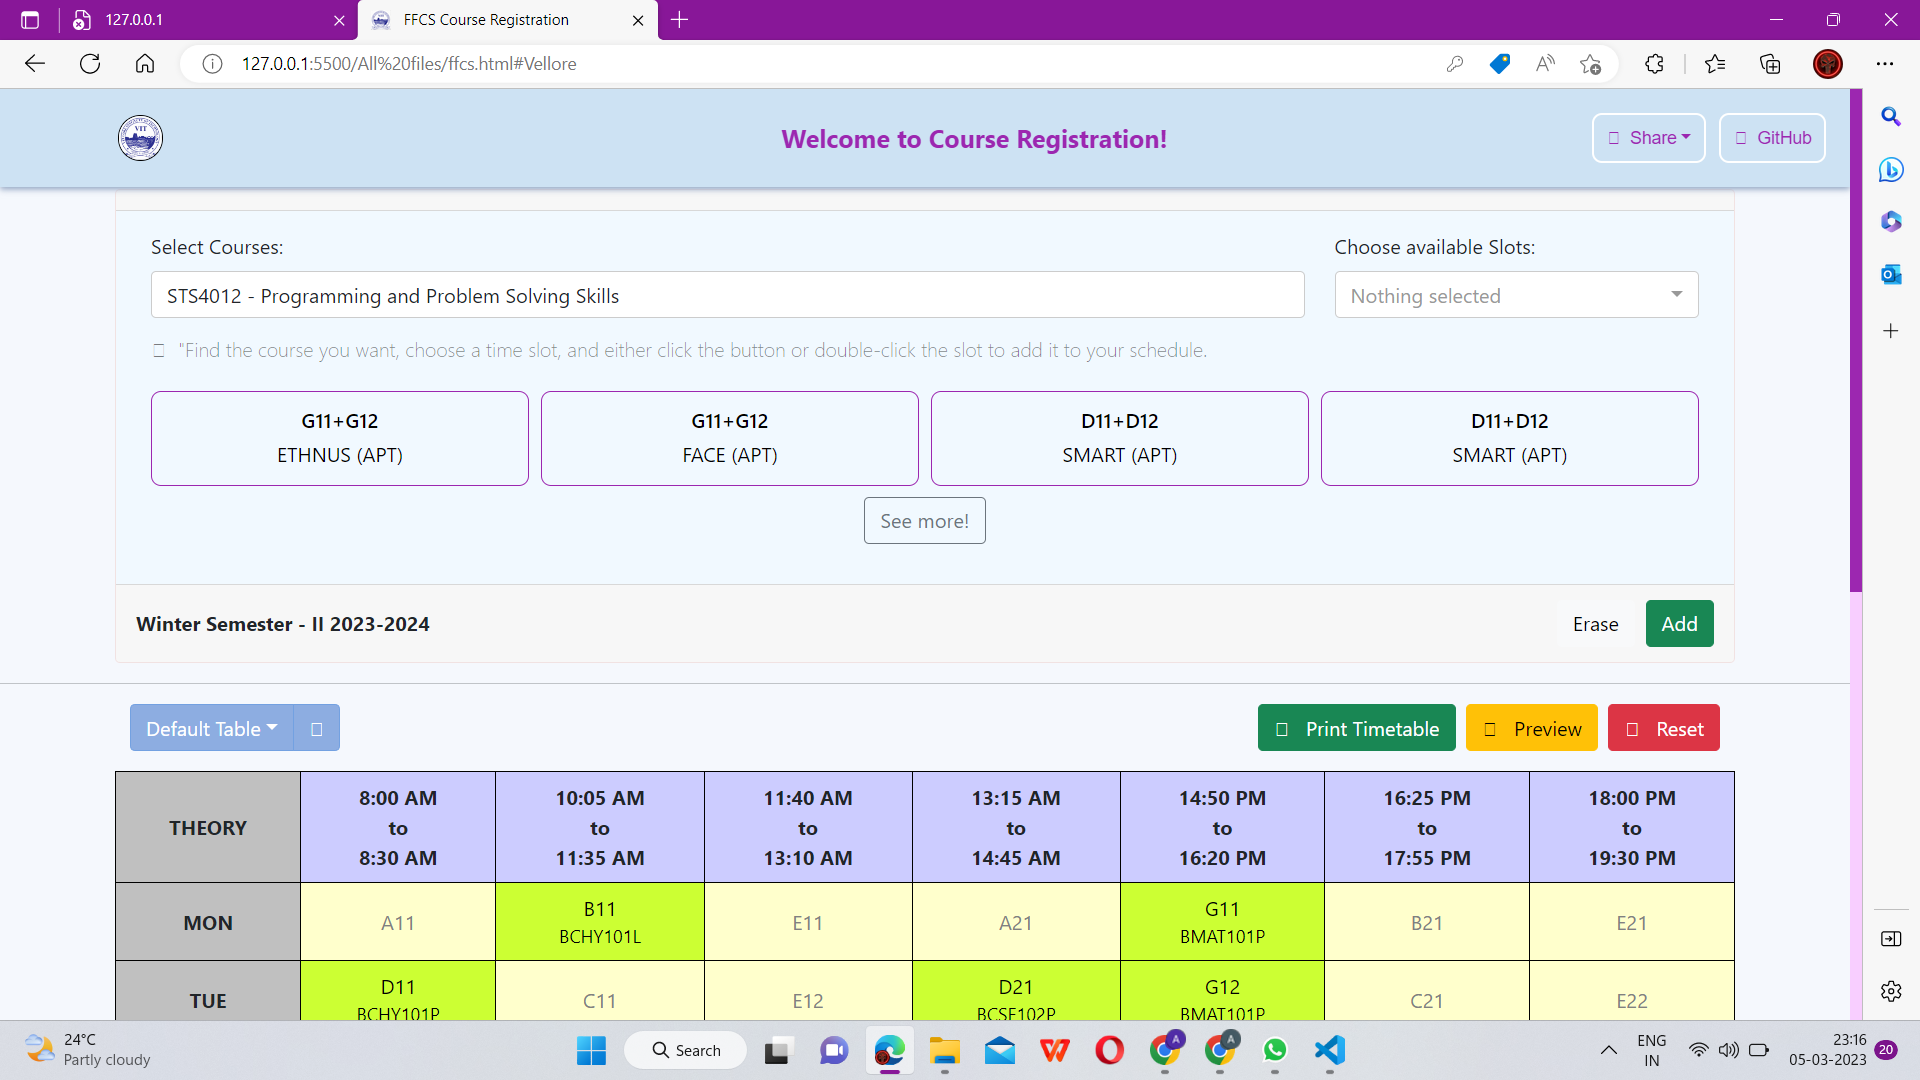 127.0.0.1
FFCS Course Registration
127.0.0.1:5500/All%20files/ffcs.html#Vellore
VIT
Welcome to Course Registration!
Share
GitHub
Select Courses:
Choose available Slots:
STS4012 - Programming and Problem Solving Skills
Nothing selected
"Find the course you want, choose a time slot, and either click the button or double-click the slot to add it to your schedule.
G11+G12
ETHNUS (APT)
G11+G12
FACE (APT)
D11+D12
SMART (APT)
D11+D12
SMART (APT)
See more!
Winter Semester - II 2023-2024
Erase
Add
Default Table
Print Timetable
Preview
Reset
THEORY
8:00 AM
to
8:30 AM
10:05 AM
to
11:35 AM
11:40 AM
to
13:10 AM
13:15 AM
to
14:45 AM
14:50 PM
to
16:20 PM
16:25 PM
to
17:55 PM
18:00 PM
to
19:30 PM
MON
A11
B11
BCHY101L
E11
A21
G11
BMAT101P
B21
E21
TUE
D11
BCHY101P
C11
E12
D21
BCSE102P
G12
BMAT101P
C21
E22
24°C
Partly cloudy
Search
A
A
ENG
IN
23:16
05-03-2023
20